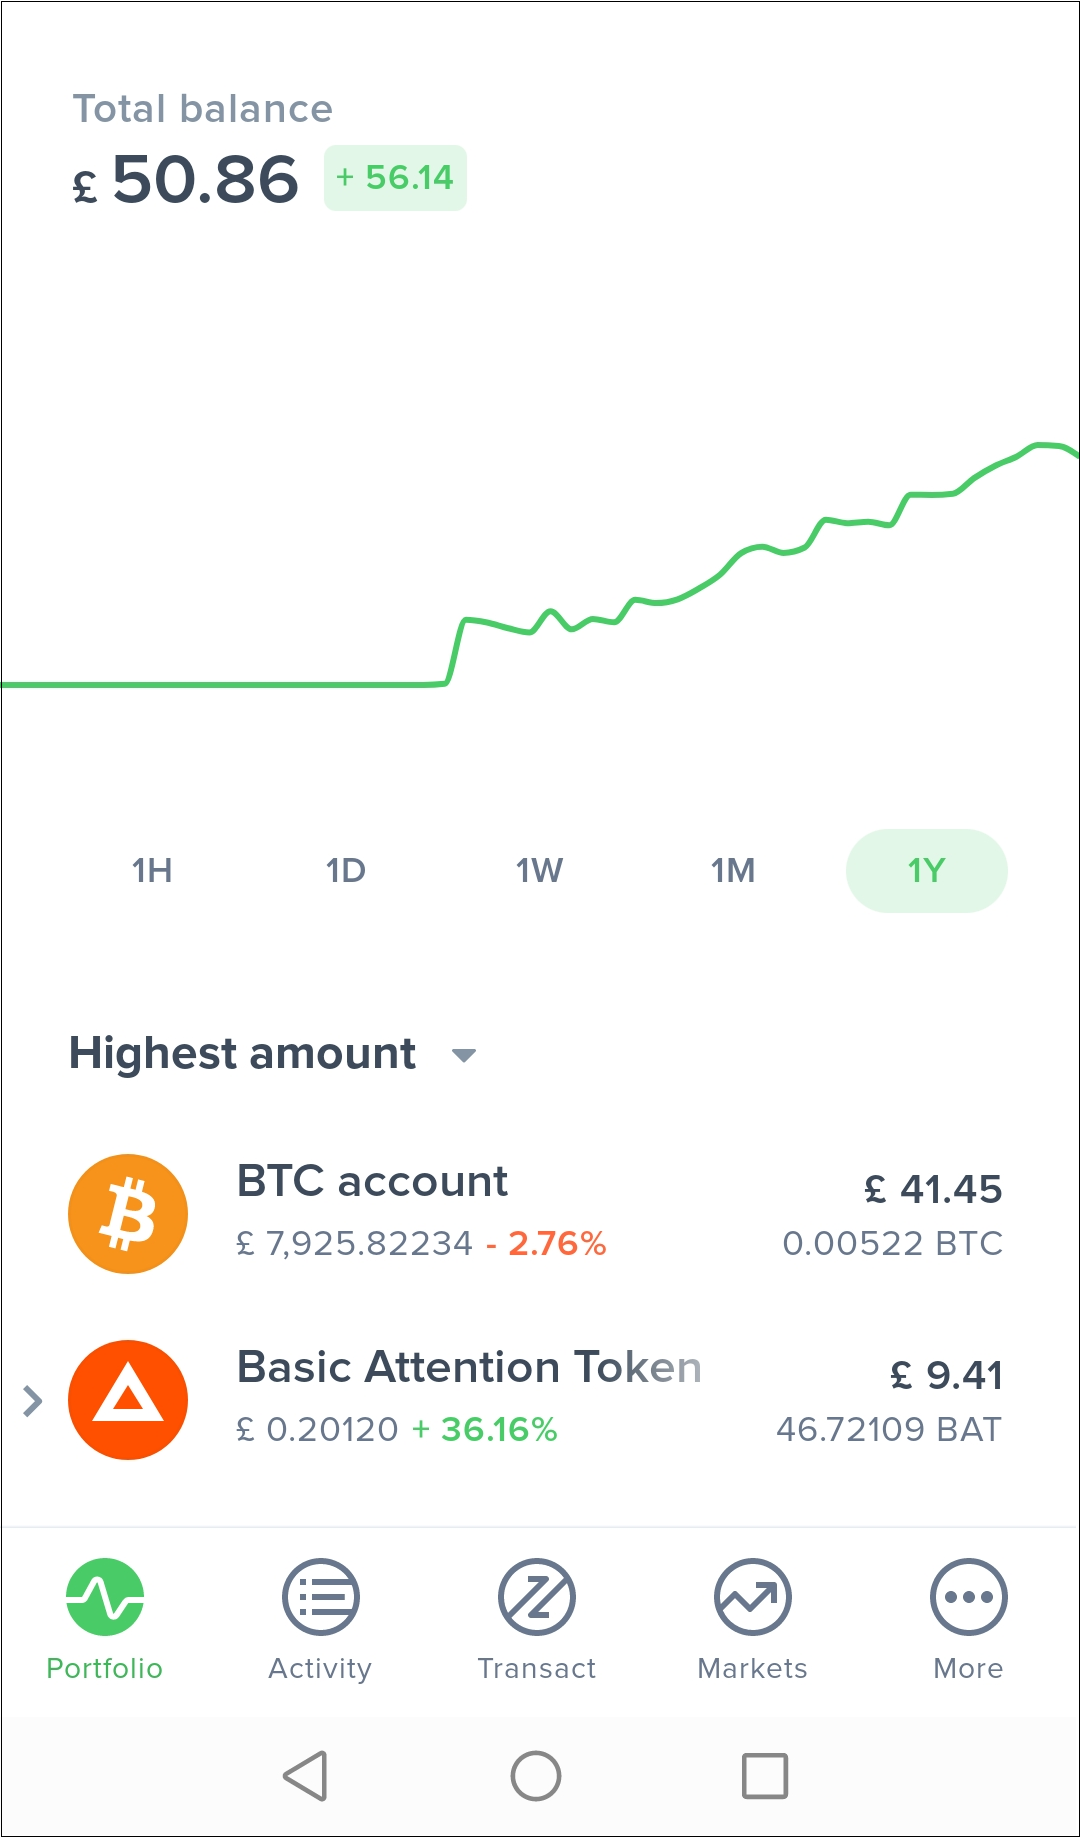 Total balance
£ 50.86 + 56.14
1H 1D 1W 1M 1Y
Highest amount
BTC account £ 41.45
£ 7,925.82234 - 2.76% 0.00522 BTC
Basic Attention Token £ 9.41
£ 0.20120 + 36.16% 46.72109 BAT
Portfolio Activity Transact Markets More